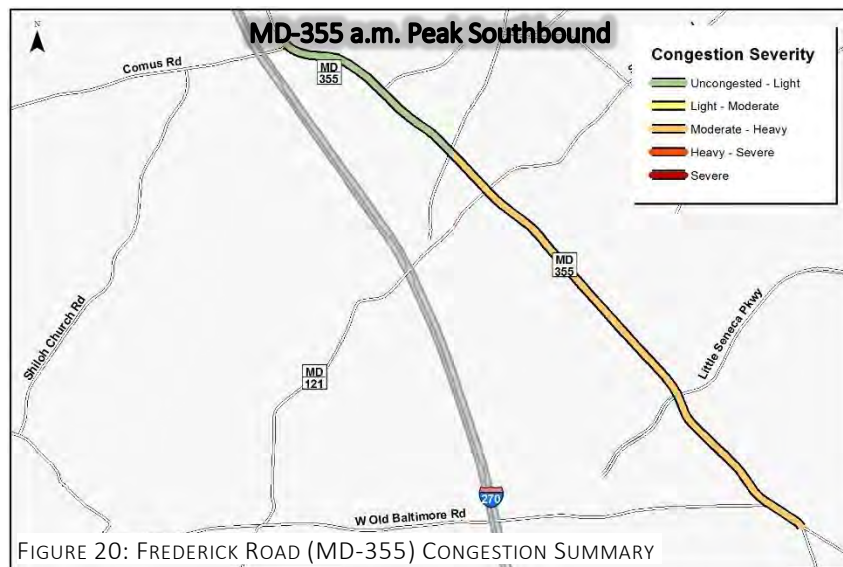 N
MD-355 a.m. Peak Southbound
Comus Rd
MD
355
Congestion Severity
Uncongested - Light
Light - Moderate
Moderate - Heavy
Heavy - Severe
Severe
MD
355
Shiloh Church Rd
Little Seneca Pkwy
MD
121
270
W Old Baltimore Rd
FIGURE 20: FREDERICK ROAD (MD-355) CONGESTION SUMMARY